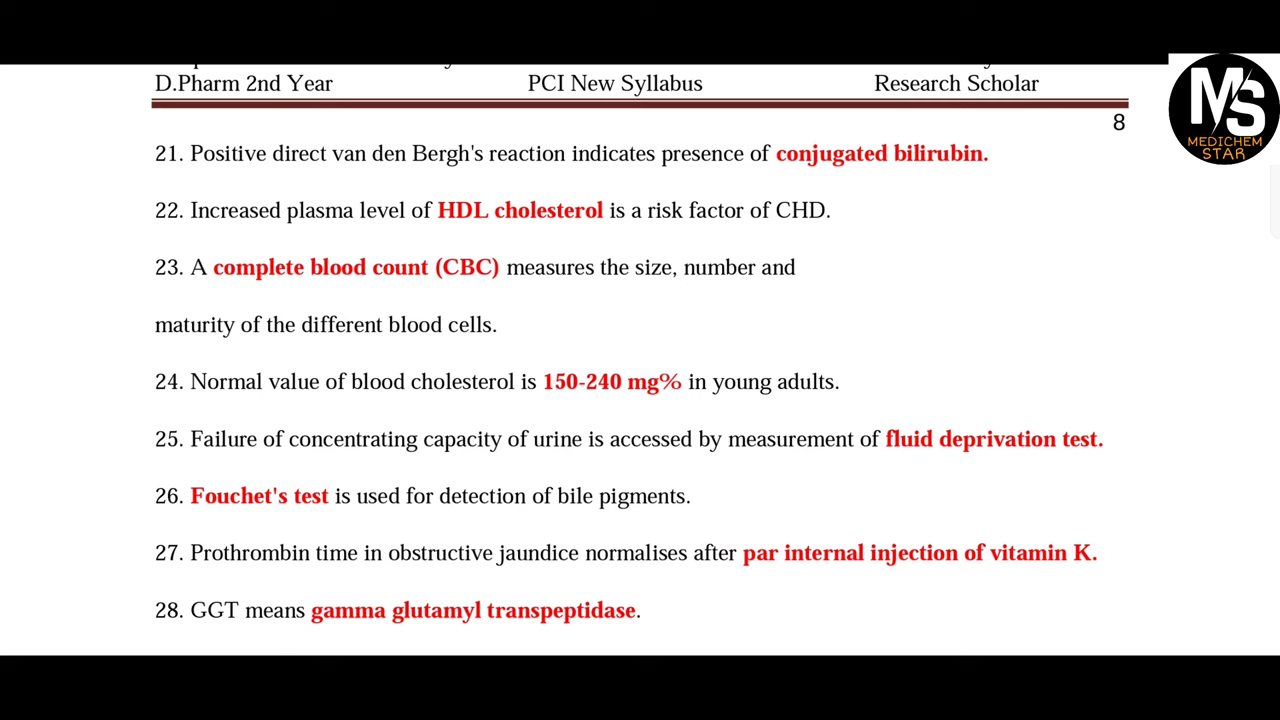 D.Pharm 2nd Year PCI New Syllabus Research Scholar
8
MS
MEDICHEM
STAR
21. Positive direct van den Bergh's reaction indicates presence of conjugated bilirubin.
22. Increased plasma level of HDL cholesterol is a risk factor of CHD.
23. A complete blood count (CBC) measures the size, number and
maturity of the different blood cells.
24. Normal value of blood cholesterol is 150-240 mg% in young adults.
25. Failure of concentrating capacity of urine is accessed by measurement of fluid deprivation test.
26. Fouchet's test is used for detection of bile pigments.
27. Prothrombin time in obstructive jaundice normalises after par internal injection of vitamin K.
28. GGT means gamma glutamyl transpeptidase.